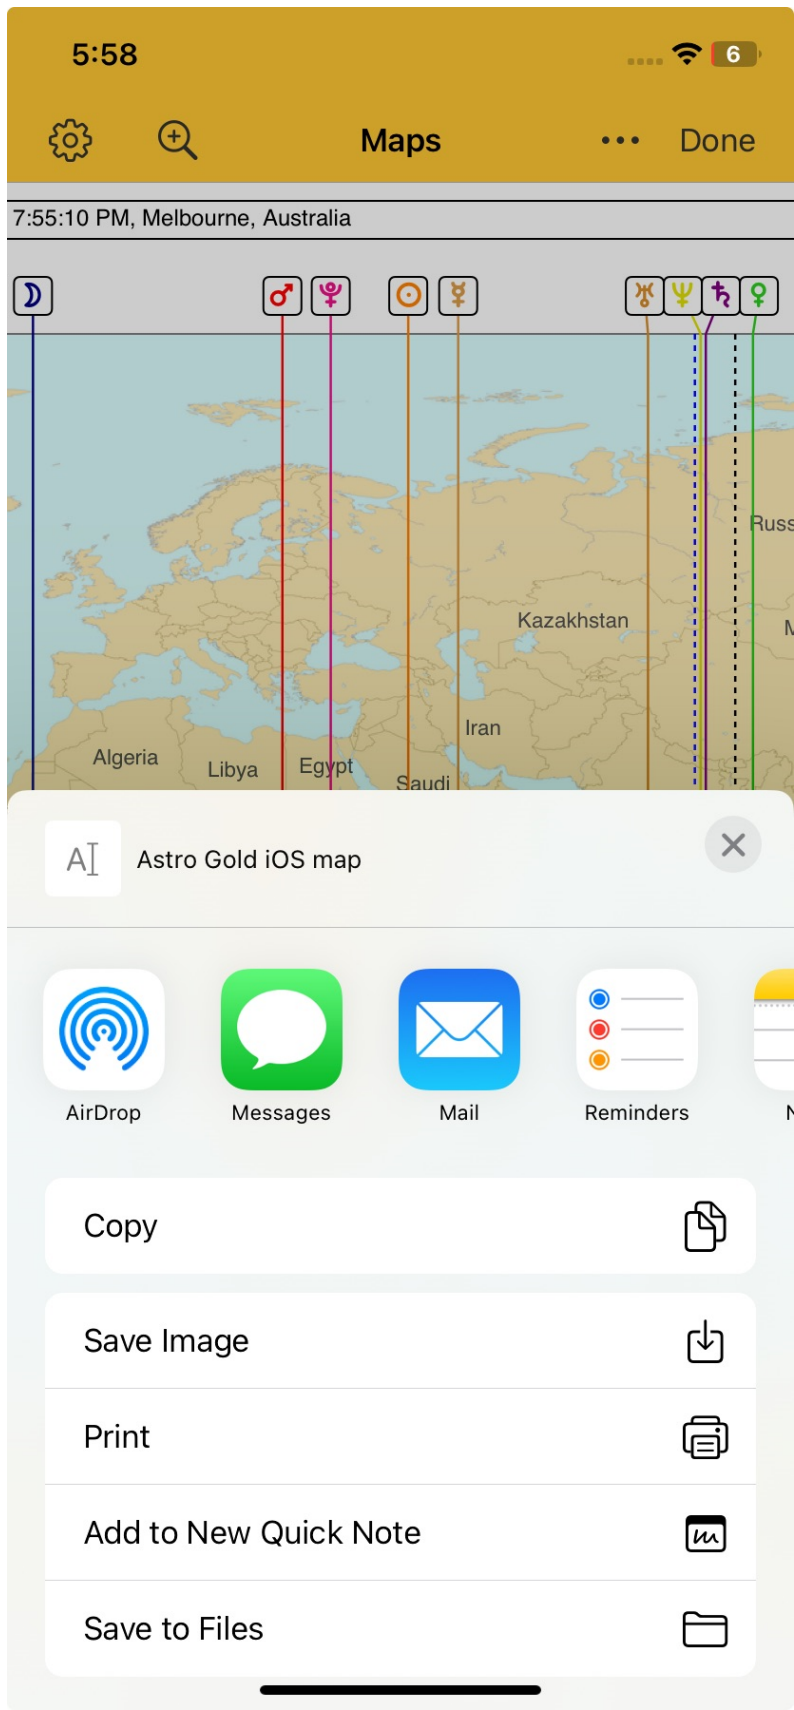 5:58
6
Maps
Done
7:55:10 PM, Melbourne, Australia
Kazakhstan
Iran
Algeria
Libya
Egypt
Saudi
Astro Gold iOS map
AirDrop
Messages
Mail
Reminders
Copy
Save Image
Print
Add to New Quick Note
Save to Files